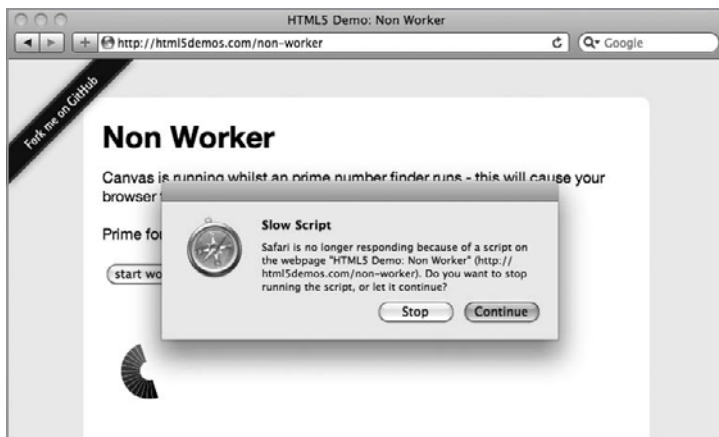 HTML5 Demo: Non Worker
http://html5demos.com/non-worker
Google
Fork me on GitHub
Non Worker
Canvas is running whilst an prime number finder runs - this will cause your
browser
Prime fo
start wo
Slow Script
Safari is no longer responding because of a script on
the webpage "HTML5 Demo: Non Worker" (http://
html5demos.com/non-worker). Do you want to stop
running the script, or let it continue?
Stop
Continue